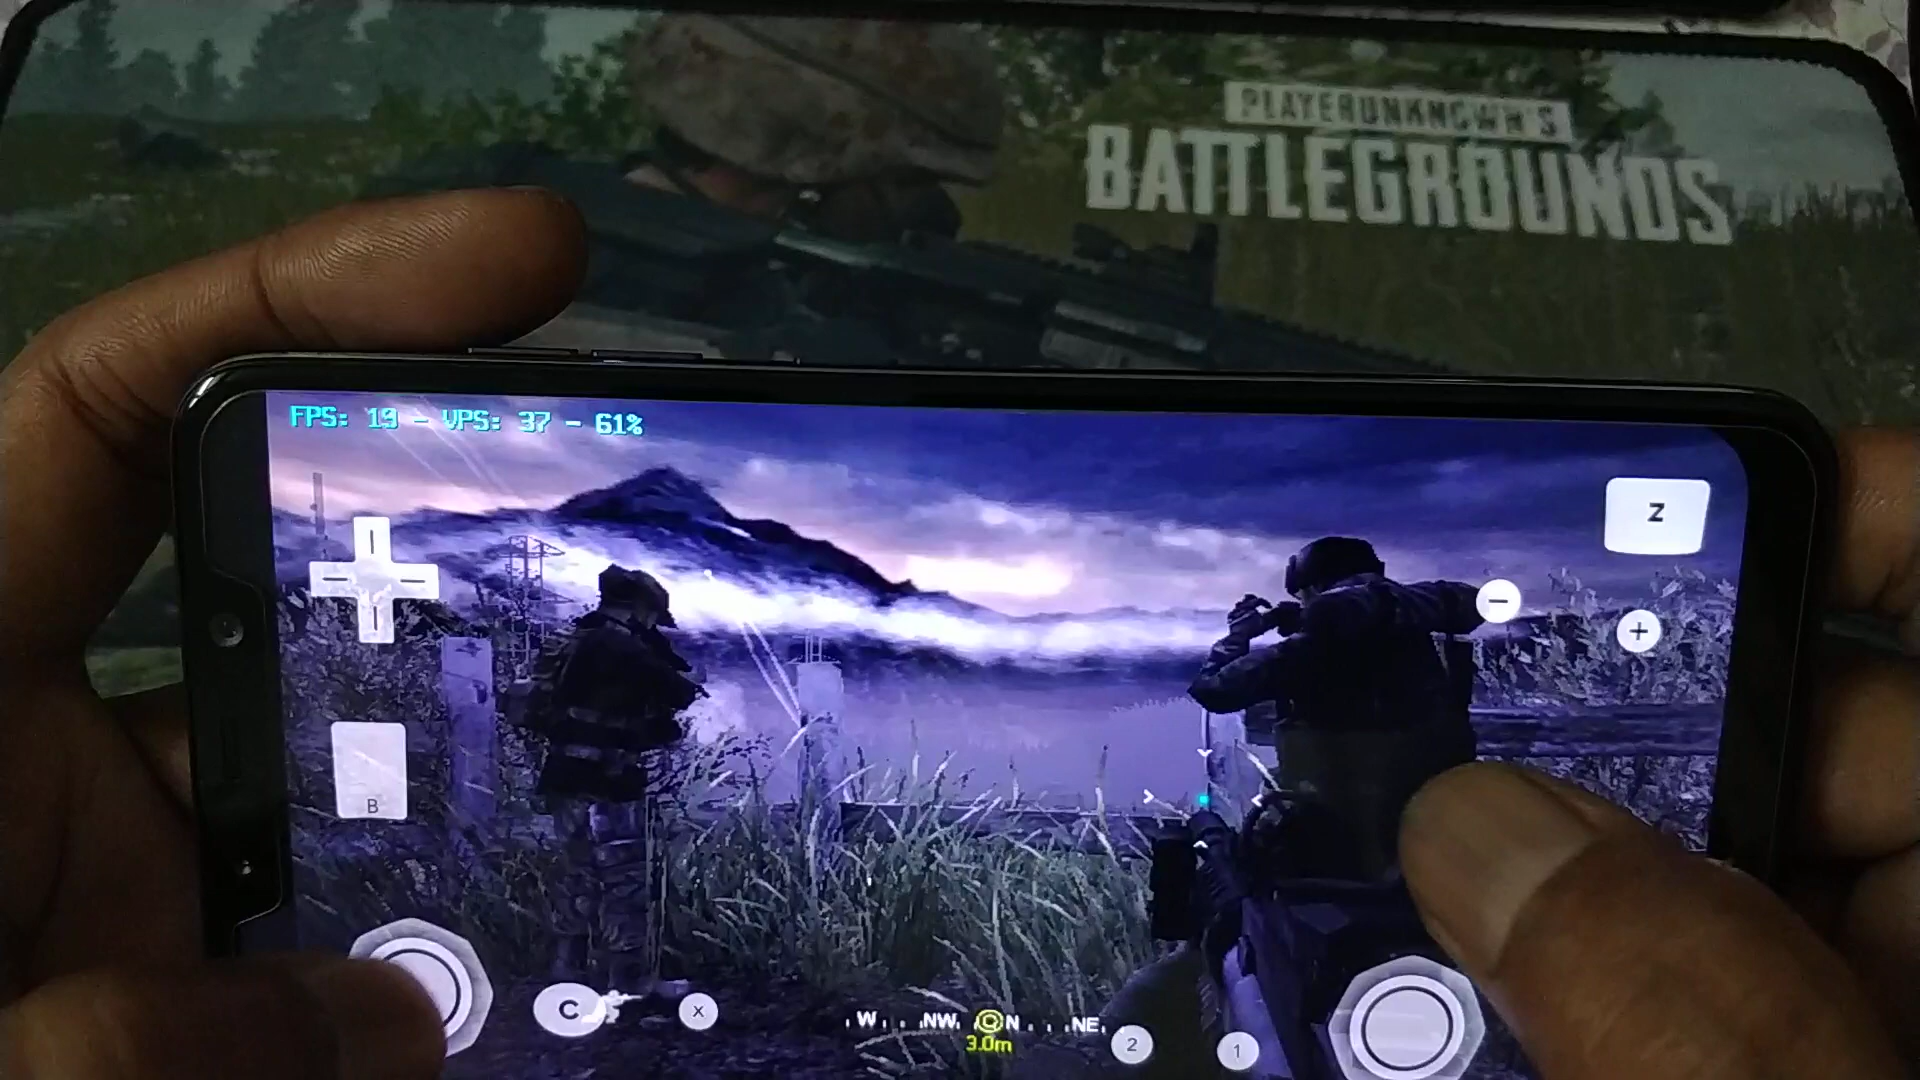 PLAYERUNKNOWN'S
BATTLEGROUNDS
FPS: 19 - VPS: 37 - 61%
Z
B
C
X
W NW N NE
3.0m
2
1